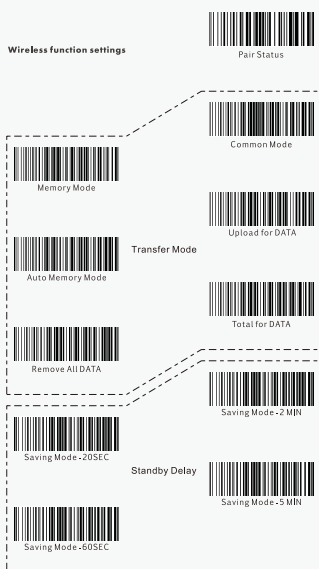 Wireless function settings
Pair Status
Common Mode
Memory Mode
Upload for DATA
Transfer Mode
Auto Memory Mode
Total for DATA
Remove All DATA
Saving Mode-2 MIN
Saving Mode-20SEC
Standby Delay
Saving Mode-5 MIN
Saving Mode-60SEC